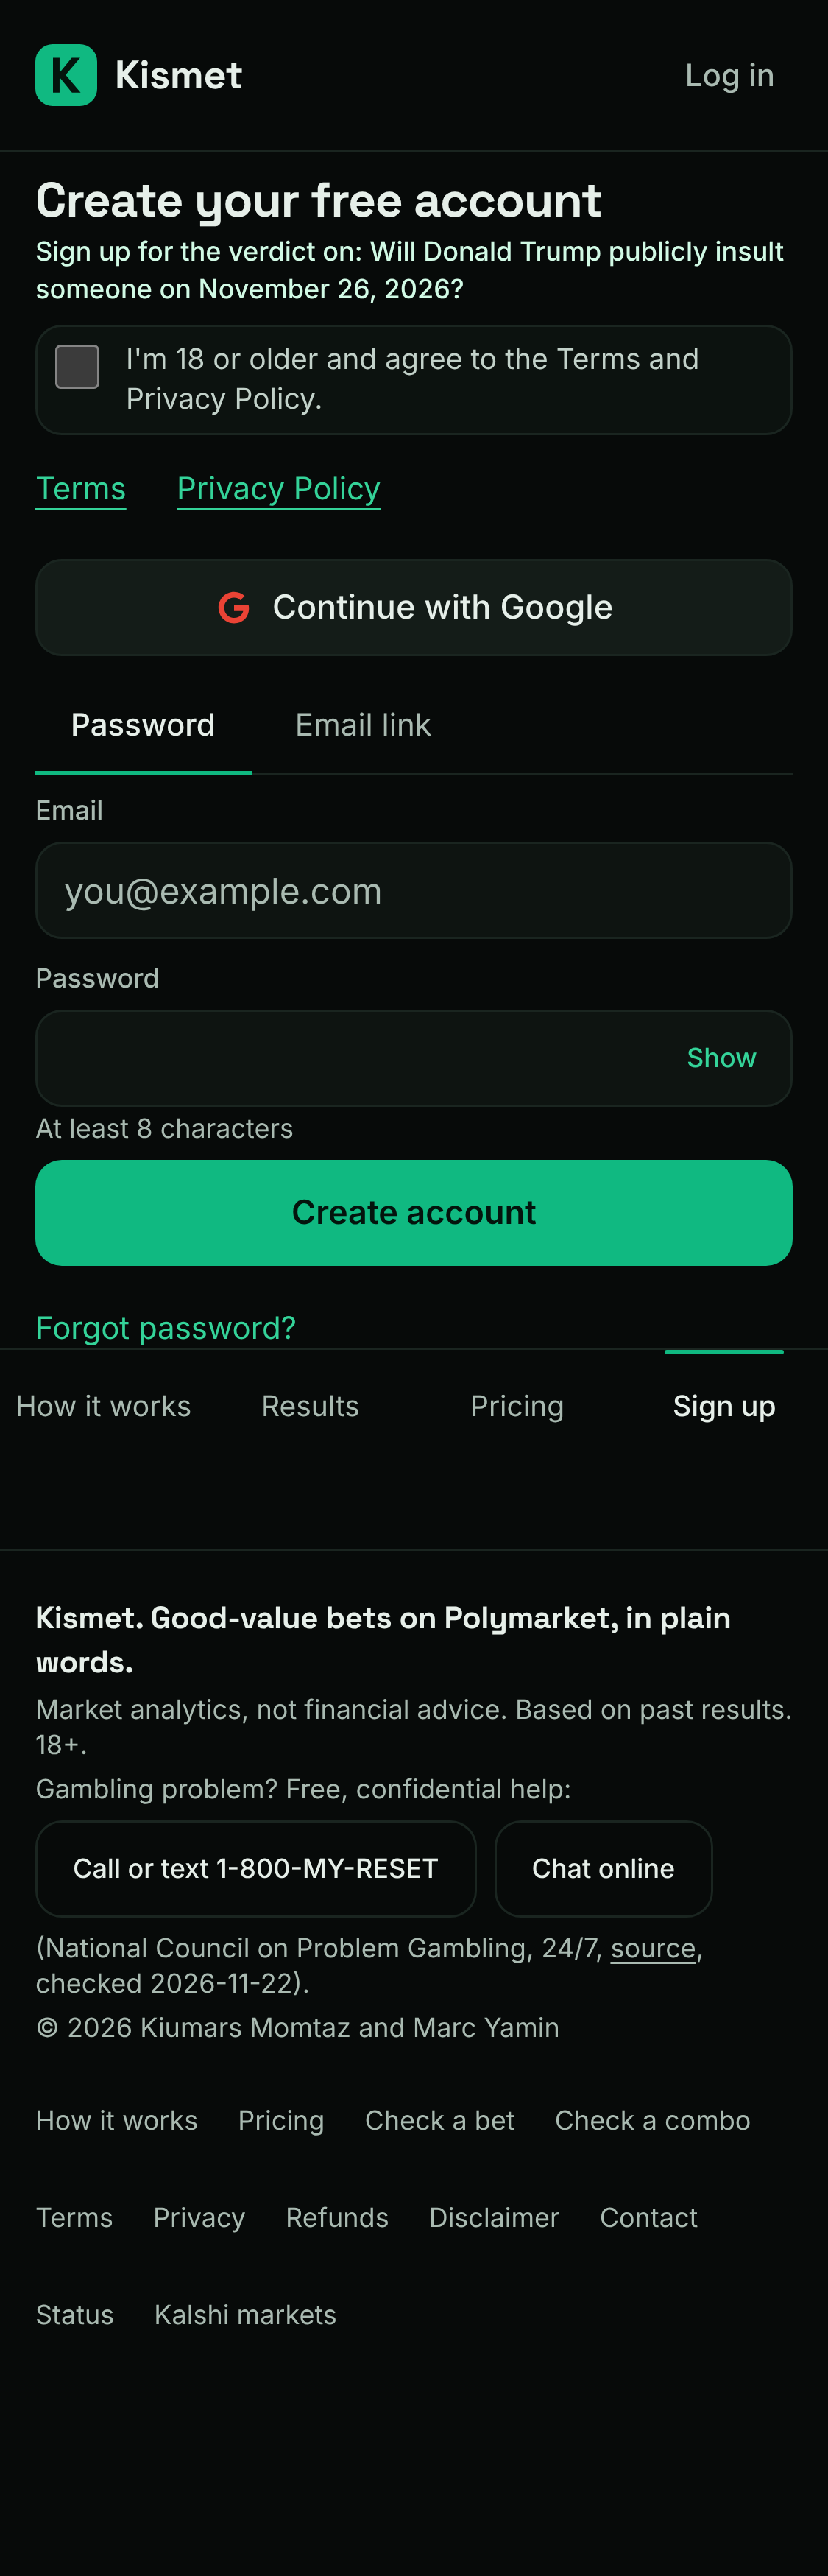 K Kismet Log in
Create your free account
Sign up for the verdict on: Will Donald Trump publicly insult
someone on November 26, 2026?
I'm 18 or older and agree to the Terms and
Privacy Policy.
Terms Privacy Policy
G Continue with Google
Password Email link
Email
you@example.com
Password
Show
At least 8 characters
Create account
Forgot password?
How it works Results Pricing Sign up
Kismet. Good-value bets on Polymarket, in plain
words.
Market analytics, not financial advice. Based on past results.
18+.
Gambling problem? Free, confidential help:
Call or text 1-800-MY-RESET Chat online
(National Council on Problem Gambling, 24/7, source,
checked 2026-11-22).
© 2026 Kiumars Momtaz and Marc Yamin
How it works Pricing Check a bet Check a combo
Terms Privacy Refunds Disclaimer Contact
Status Kalshi markets